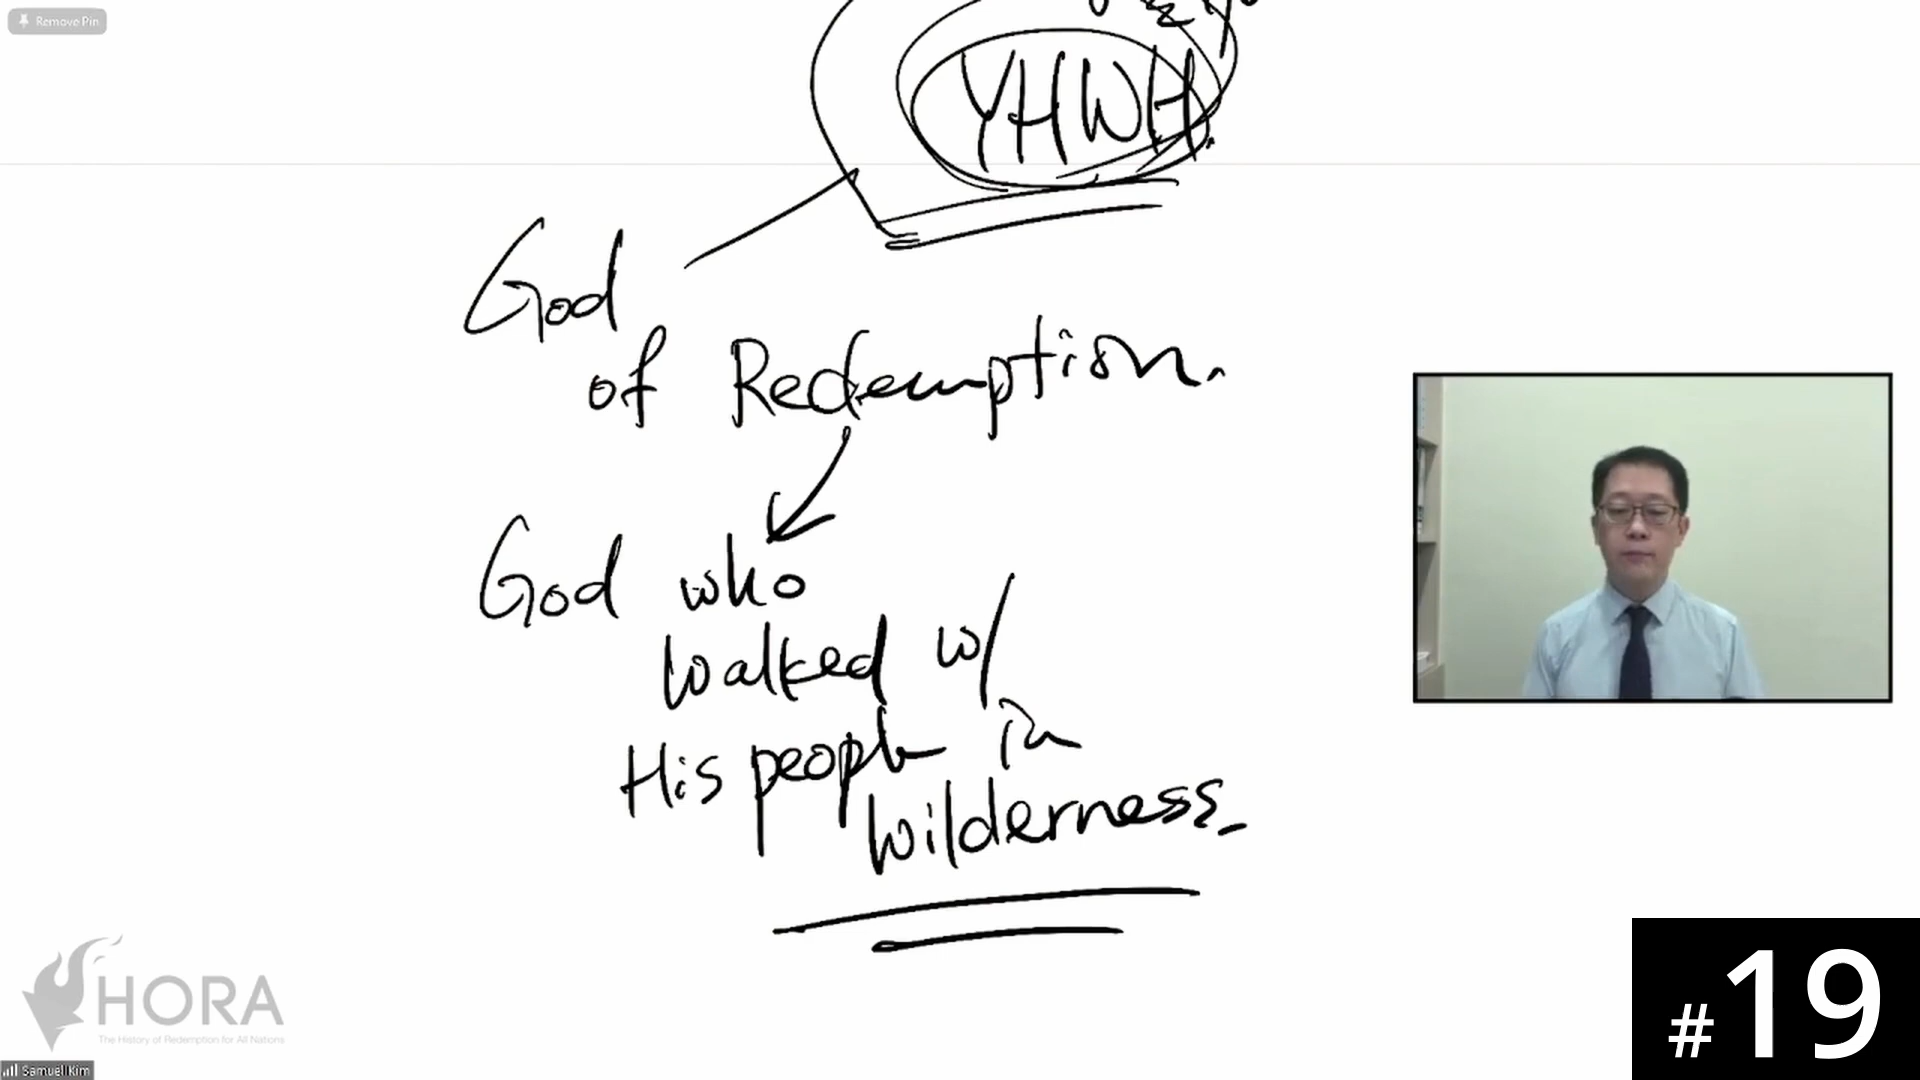 Remove Pin
YHWH.
God
of Redemption.
God who
walked w/
His people in
wilderness.
HORA
The History of Redemption for All Nations
Samuel Kim
#19